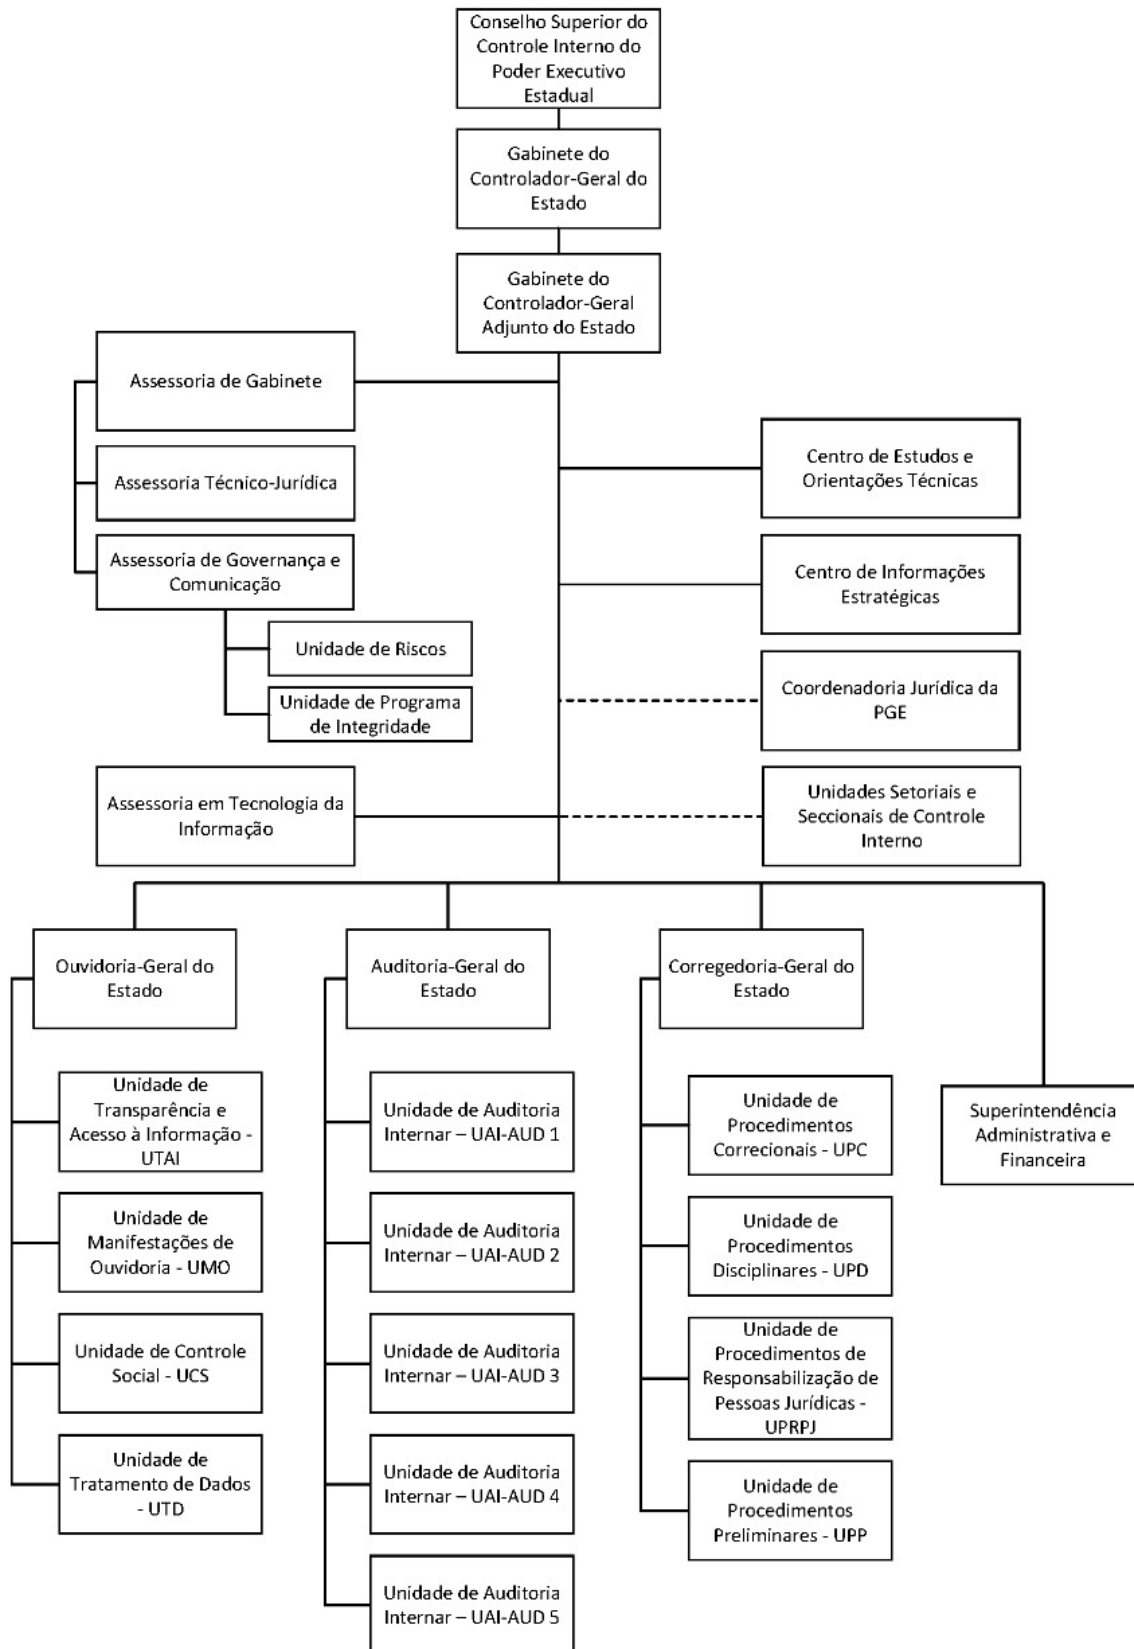 Conselho Superior do
Controle Interno do
Poder Executivo
Estadual
Gabinete do
Controlador-Geral do
Estado
Gabinete do
Controlador-Geral
Adjunto do Estado
Assessoria de Gabinete
Assessoria Técnico-Jurídica
Assessoria de Governança e
Comunicação
Unidade de Riscos
Unidade de Programa
de Integridade
Assessoria em Tecnologia da
Informação
Centro de Estudos e
Orientações Técnicas
Centro de Informações
Estratégicas
Coordenadoria Jurídica da
PGE
Unidades Setoriais e
Seccionais de Controle
Interno
Ouvidoria-Geral do
Estado
Unidade de
Transparência e
Acesso à Informação -
UTAI
Unidade de
Manifestações de
Ouvidoria - UMO
Unidade de Controle
Social - UCS
Unidade de
Tratamento de Dados
- UTD
Auditoria-Geral do
Estado
Unidade de Auditoria
Internar – UAI-AUD 1
Unidade de Auditoria
Internar – UAI-AUD 2
Unidade de Auditoria
Internar – UAI-AUD 3
Unidade de Auditoria
Internar – UAI-AUD 4
Unidade de Auditoria
Internar – UAI-AUD 5
Corregedoria-Geral do
Estado
Unidade de
Procedimentos
Correcionais - UPC
Unidade de
Procedimentos
Disciplinares - UPD
Unidade de
Procedimentos de
Responsabilização de
Pessoas Jurídicas -
UPRPJ
Unidade de
Procedimentos
Preliminares - UPP
Superintendência
Administrativa e
Financeira